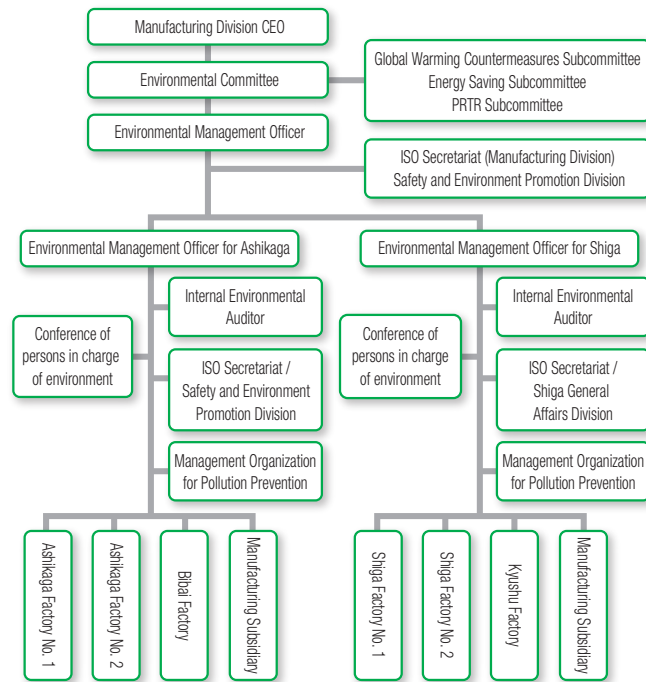 Manufacturing Division CEO
Environmental Committee
Global Warming Countermeasures Subcommittee
Energy Saving Subcommittee
PRTR Subcommittee
Environmental Management Officer
ISO Secretariat (Manufacturing Division)
Safety and Environment Promotion Division
Environmental Management Officer for Ashikaga
Internal Environmental
Auditor
Conference of
persons in charge
of environment
ISO Secretariat /
Safety and Environment
Promotion Division
Management Organization
for Pollution Prevention
Ashikaga Factory No. 1
Ashikaga Factory No. 2
Bibai Factory
Manufacturing Subsidiary
Environmental Management Officer for Shiga
Internal Environmental
Auditor
Conference of
persons in charge
of environment
ISO Secretariat /
Shiga General
Affairs Division
Management Organization
for Pollution Prevention
Shiga Factory No. 1
Shiga Factory No. 2
Kyushu Factory
Manufacturing Subsidiary